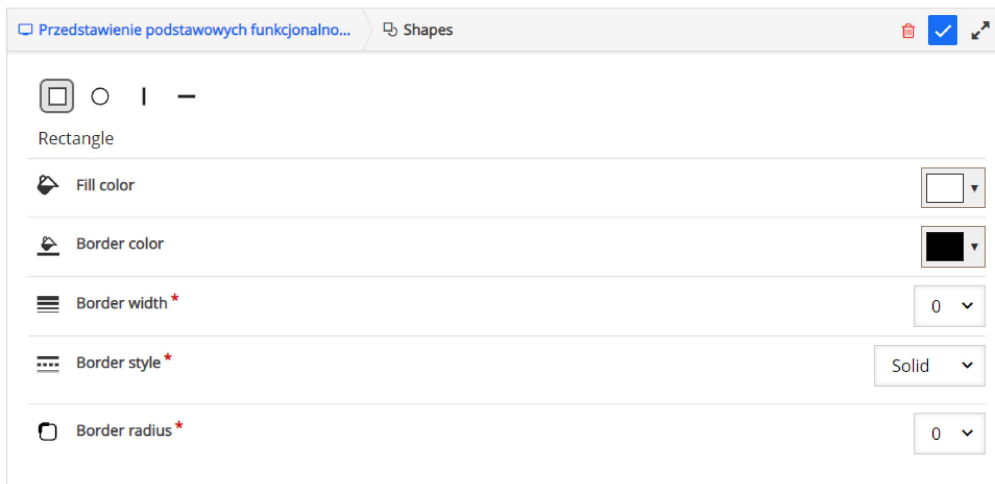 Przedstawienie podstawowych funkcjonalno... Shapes
Rectangle
Fill color
Border color
Border width * 0
Border style * Solid
Border radius * 0